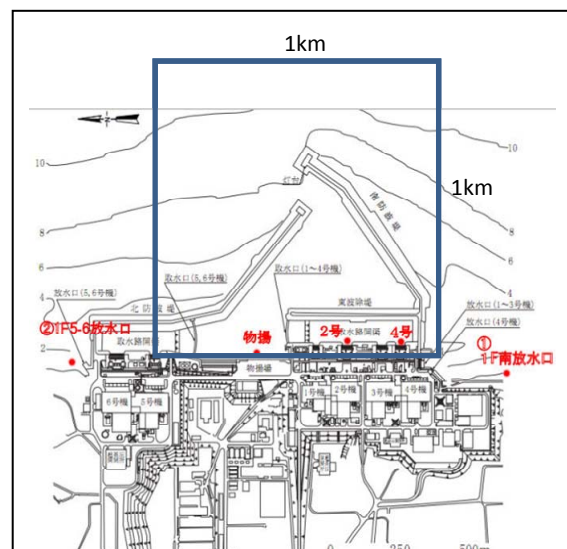 1km
1km
10
10
灯台
南防波堤
8
8
6
6
取水口(5,6号機)
取水口(1~4号機)
4
4
放水口(5,6号機)
北防波堤
東波除堤
放水口(1~3号機)
放水口(4号機)
②1F5-6放水口
取水路開渠
物揚
2号
取水路開渠
4号
①
1F南放水口
2
物揚場
6号機
5号機
1号機
2号機
3号機
4号機
0
250
500m